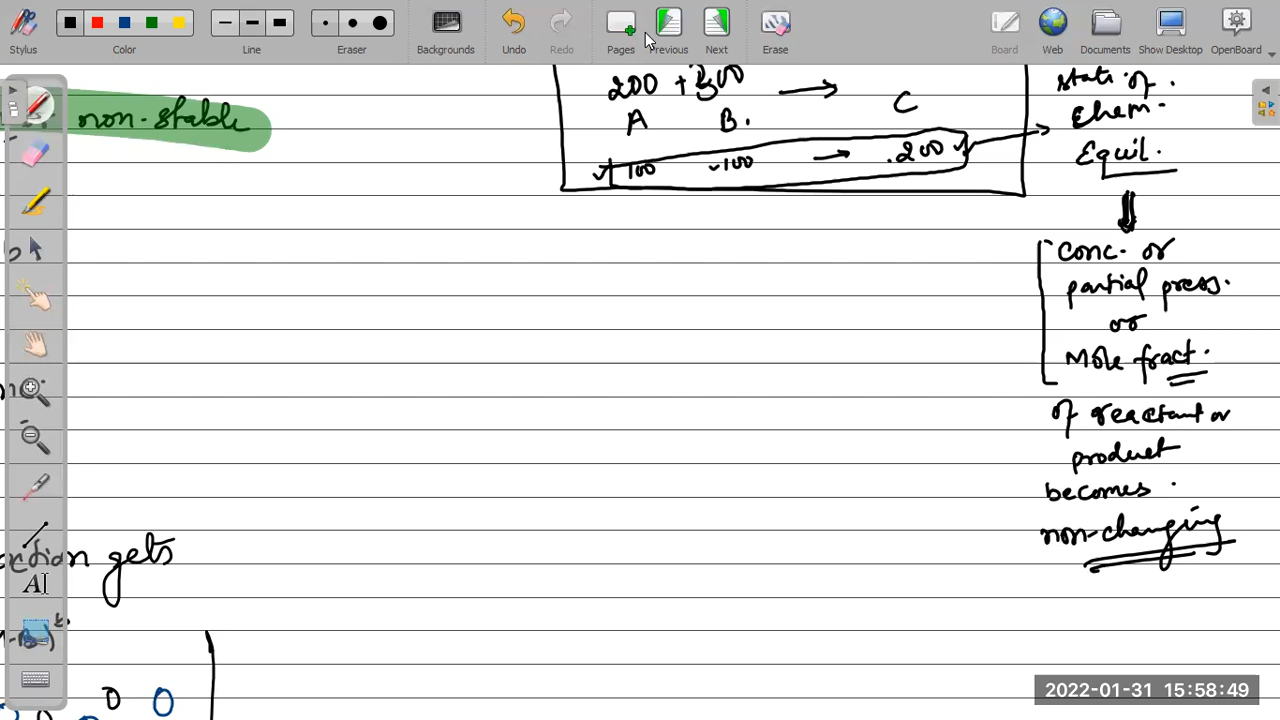 Stylus
Color
Line
Eraser
Backgrounds
Undo
Redo
Pages
Previous
Next
Erase
Board
Web
Documents
Show Desktop
OpenBoard
non-stable
200 + 300 →
A B. C
100 100 → 200
state of
Chem.
Equil.
Conc. or
partial press.
or
Mole fract.
of reactant or
product
becomes
non-changing
gets
0 0
2022-01-31 15:58:49